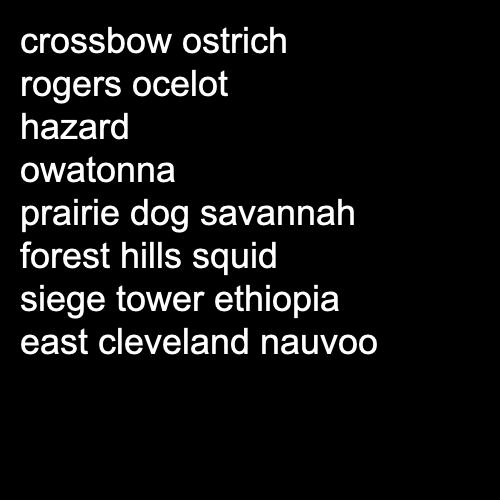 crossbow ostrich
rogers ocelot
hazard
owatonna
prairie dog savannah
forest hills squid
siege tower ethiopia
east cleveland nauvoo